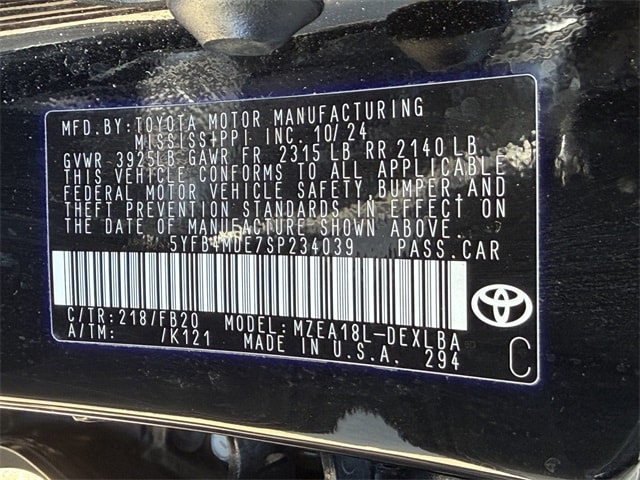 MFD. BY: TOYOTA MOTOR MANUFACTURING
MISSISSIPPI, INC. 10/24
GVWR 3925LB GAWR FR 2315 LB RR 2140 LB
THIS VEHICLE CONFORMS TO ALL APPLICABLE
FEDERAL MOTOR VEHICLE SAFETY, BUMPER, AND
THEFT PREVENTION STANDARDS IN EFFECT ON
THE DATE OF MANUFACTURE SHOWN ABOVE.
5YFB4MDE7SP234039 PASS. CAR
C/TR: 218/FB20 MODEL: MZEA18L-DEXLBA
A/TM: /K121 MADE IN U.S.A. 294
C